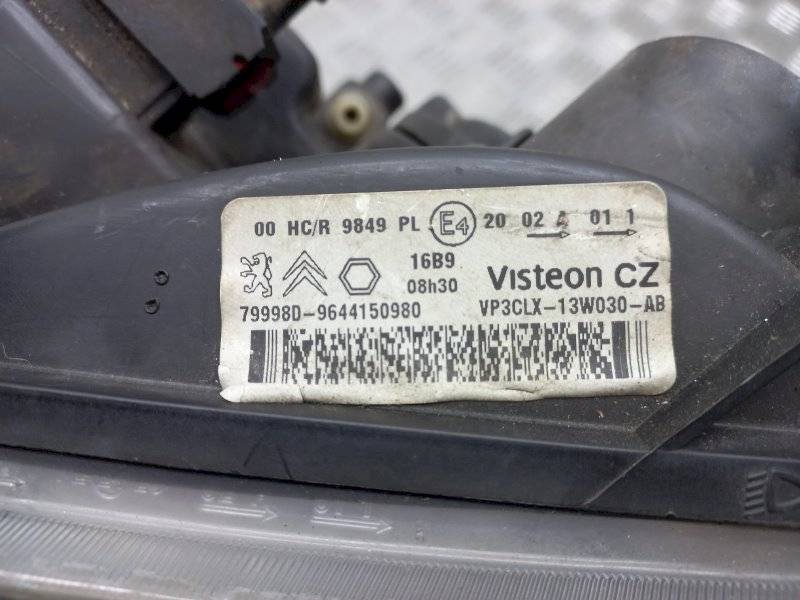 00 HC/R 9849 PL E4 20 02 A 01 1
16B9
08h30
Visteon CZ
79998D-9644150980
VP3CLX-13W030-AB